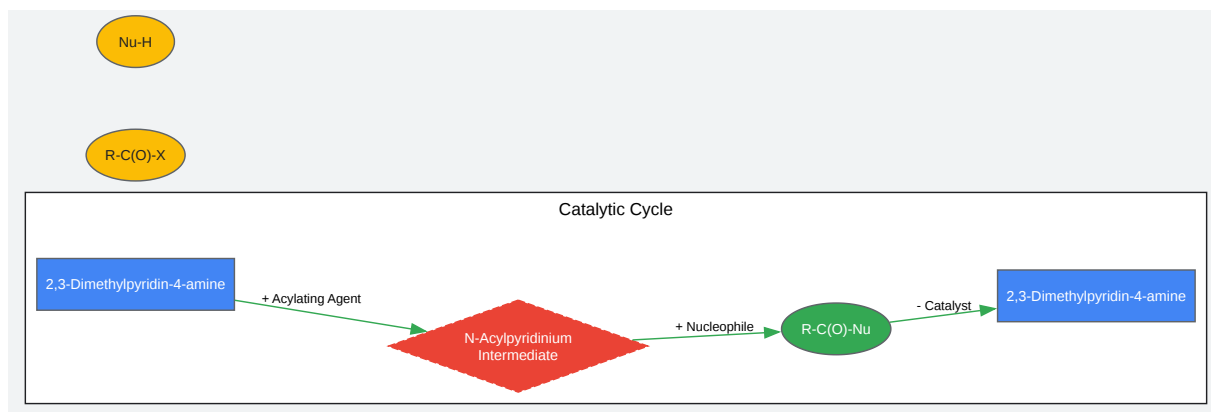 Nu-H
R-C(O)-X
Catalytic Cycle
2,3-Dimethylpyridin-4-amine
+ Acylating Agent
N-Acylpyridinium
Intermediate
+ Nucleophile
R-C(O)-Nu
- Catalyst
2,3-Dimethylpyridin-4-amine